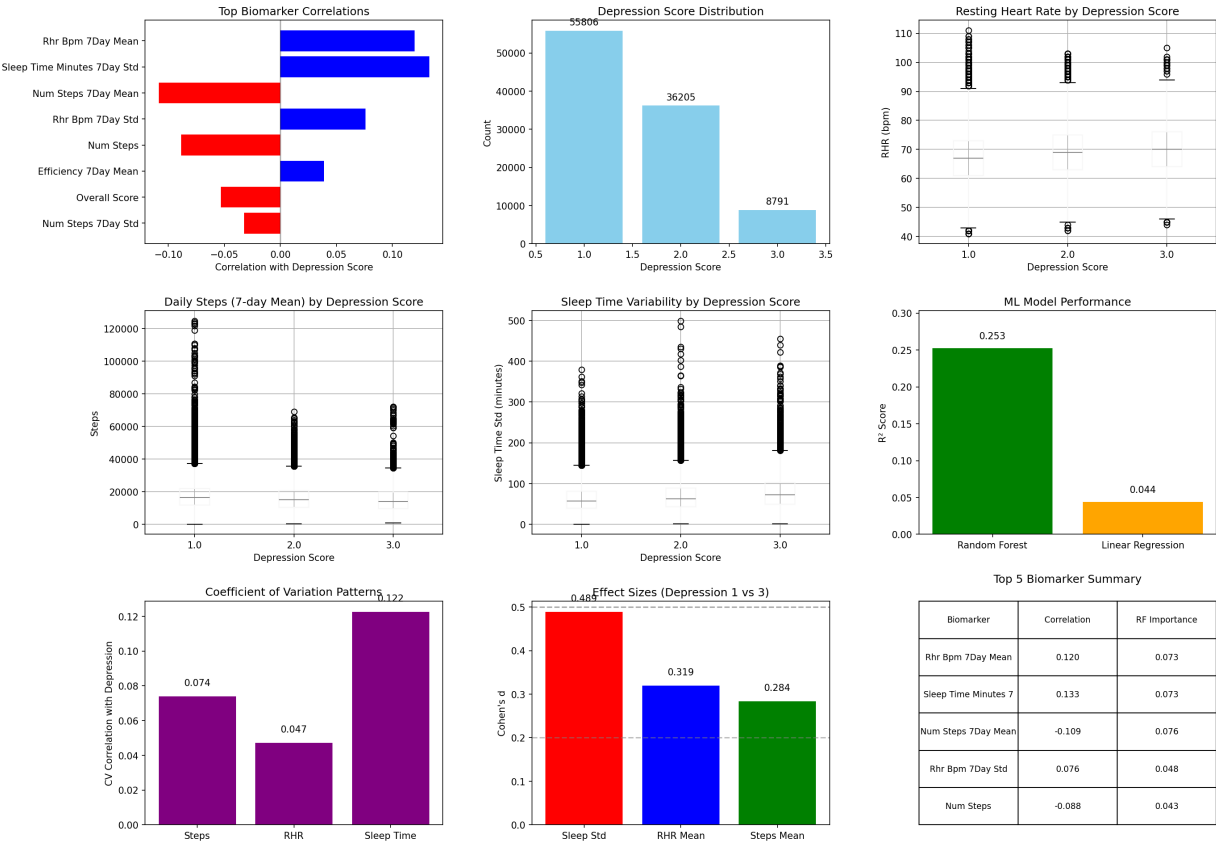 Top Biomarker Correlations
Rhr Bpm 7Day Mean
Sleep Time Minutes 7Day Std
Num Steps 7Day Mean
Rhr Bpm 7Day Std
Num Steps
Efficiency 7Day Mean
Overall Score
Num Steps 7Day Std
−0.10 −0.05 0.00 0.05 0.10
Correlation with Depression Score
Depression Score Distribution
55806
36205
8791
Count
50000
40000
30000
20000
10000
0
0.5 1.0 1.5 2.0 2.5 3.0 3.5
Depression Score
Resting Heart Rate by Depression Score
RHR (bpm)
110
100
90
80
70
60
50
40
1.0 2.0 3.0
Depression Score
Daily Steps (7-day Mean) by Depression Score
Steps
120000
100000
80000
60000
40000
20000
0
1.0 2.0 3.0
Depression Score
Sleep Time Variability by Depression Score
Sleep Time Std (minutes)
500
400
300
200
100
0
1.0 2.0 3.0
Depression Score
ML Model Performance
R² Score
0.30
0.25
0.20
0.15
0.10
0.05
0.00
0.253
0.044
Random Forest Linear Regression
Coefficient of Variation Patterns
CV Correlation with Depression
0.12
0.10
0.08
0.06
0.04
0.02
0.00
0.074
0.047
0.122
Steps RHR Sleep Time
Effect Sizes (Depression 1 vs 3)
Cohen's d
0.5
0.4
0.3
0.2
0.1
0.0
0.489
0.319
0.284
Sleep Std RHR Mean Steps Mean
Top 5 Biomarker Summary
Biomarker Correlation RF Importance
Rhr Bpm 7Day Mean 0.120 0.073
Sleep Time Minutes 7 0.133 0.073
Num Steps 7Day Mean -0.109 0.076
Rhr Bpm 7Day Std 0.076 0.048
Num Steps -0.088 0.043